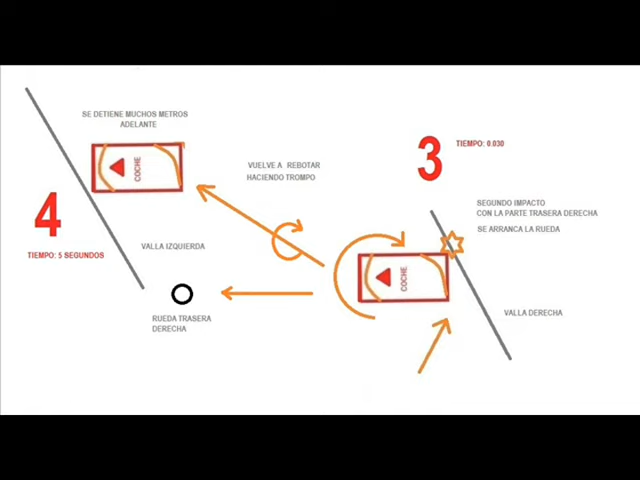 SE DETIENE MUCHOS METROS
ADELANTE
COCHE
4
TIEMPO: 5 SEGUNDOS
VALLA IZQUIERDA
RUEDA TRASERA
DERECHA
VUELVE A REBOTAR
HACIENDO TROMPO
3
TIEMPO: 0.030
SEGUNDO IMPACTO
CON LA PARTE TRASERA DERECHA
SE ARRANCA LA RUEDA
COCHE
VALLA DERECHA